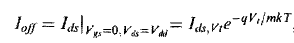 I_{off} = I_{ds}|_{V_{gs}=0, V_{ds}=V_{dd}} = I_{ds,Vt}e^{-qV_t/mkT},